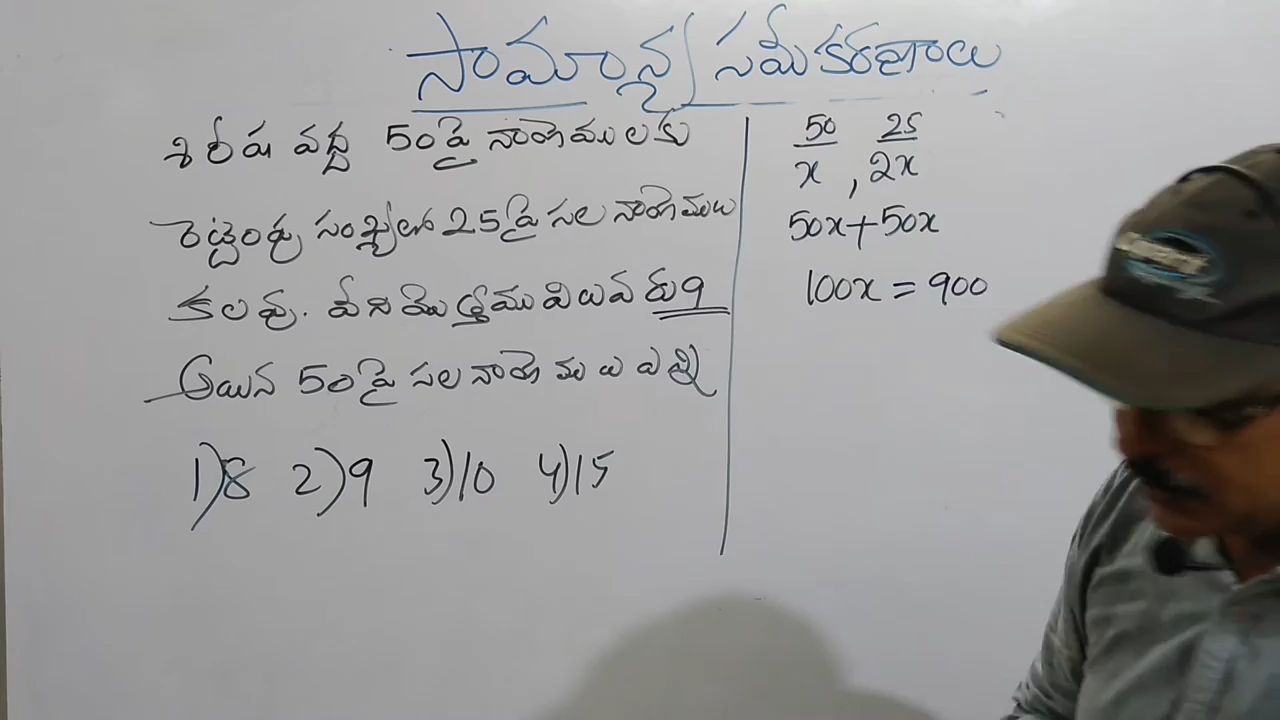 సామాన్య సమీకరణాలు
శిరీష వద్ద 50పై నాణెములకు
రెట్టింపు సంఖ్యలో 25పై సల నాణెములు
కలవు. వీని మొత్తము విలువ రు9
అయిన 50పై సల నాణెములు ఎన్ని
1)8 2)9 3)10 4)15
50/x , 25/2x
50x+50x
100x = 900